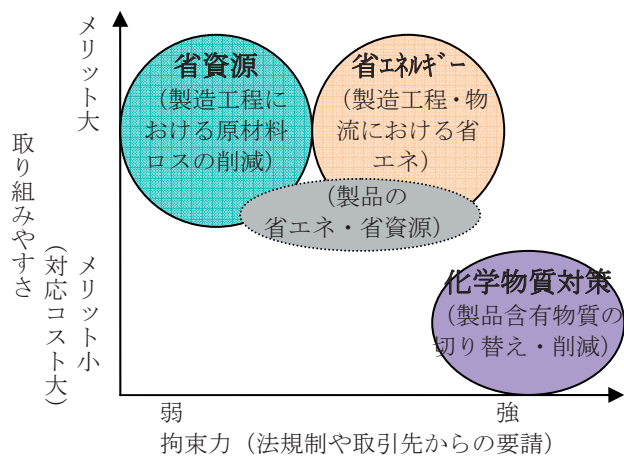 メリット大
取り組みやすさ
(対応コスト大)
メリット小
省資源
(製造工程に
おける原材料
ロスの削減)
省エネルギー
(製造工程・物
流における省
エネ)
(製品の
省エネ・省資源)
化学物質対策
(製品含有物質の
切り替え・削減)
弱
強
拘束力(法規制や取引先からの要請)